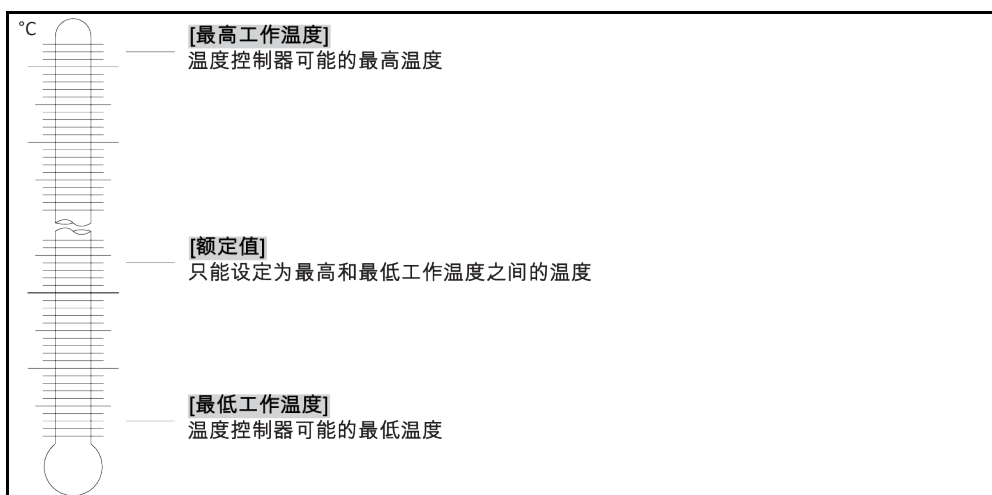 °C
[最高工作温度]
温度控制器可能的最高温度
[额定值]
只能设定为最高和最低工作温度之间的温度
[最低工作温度]
温度控制器可能的最低温度